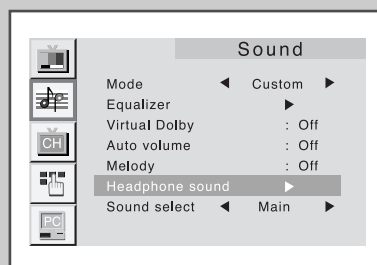 Sound
Mode ◀ Custom ▶
Equalizer ▶
Virtual Dolby : Off
Auto volume : Off
CH
Melody : Off
Headphone sound ▶
Sound select ◀ Main ▶
PC